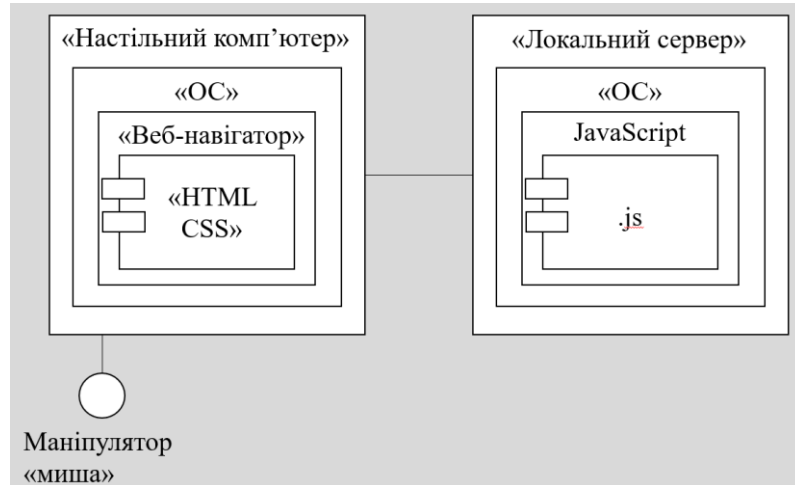 «Настільний комп’ютер»
«ОС»
«Веб-навігатор»
«HTML
CSS»
Маніпулятор
«миша»
«Локальний сервер»
«ОС»
JavaScript
.js